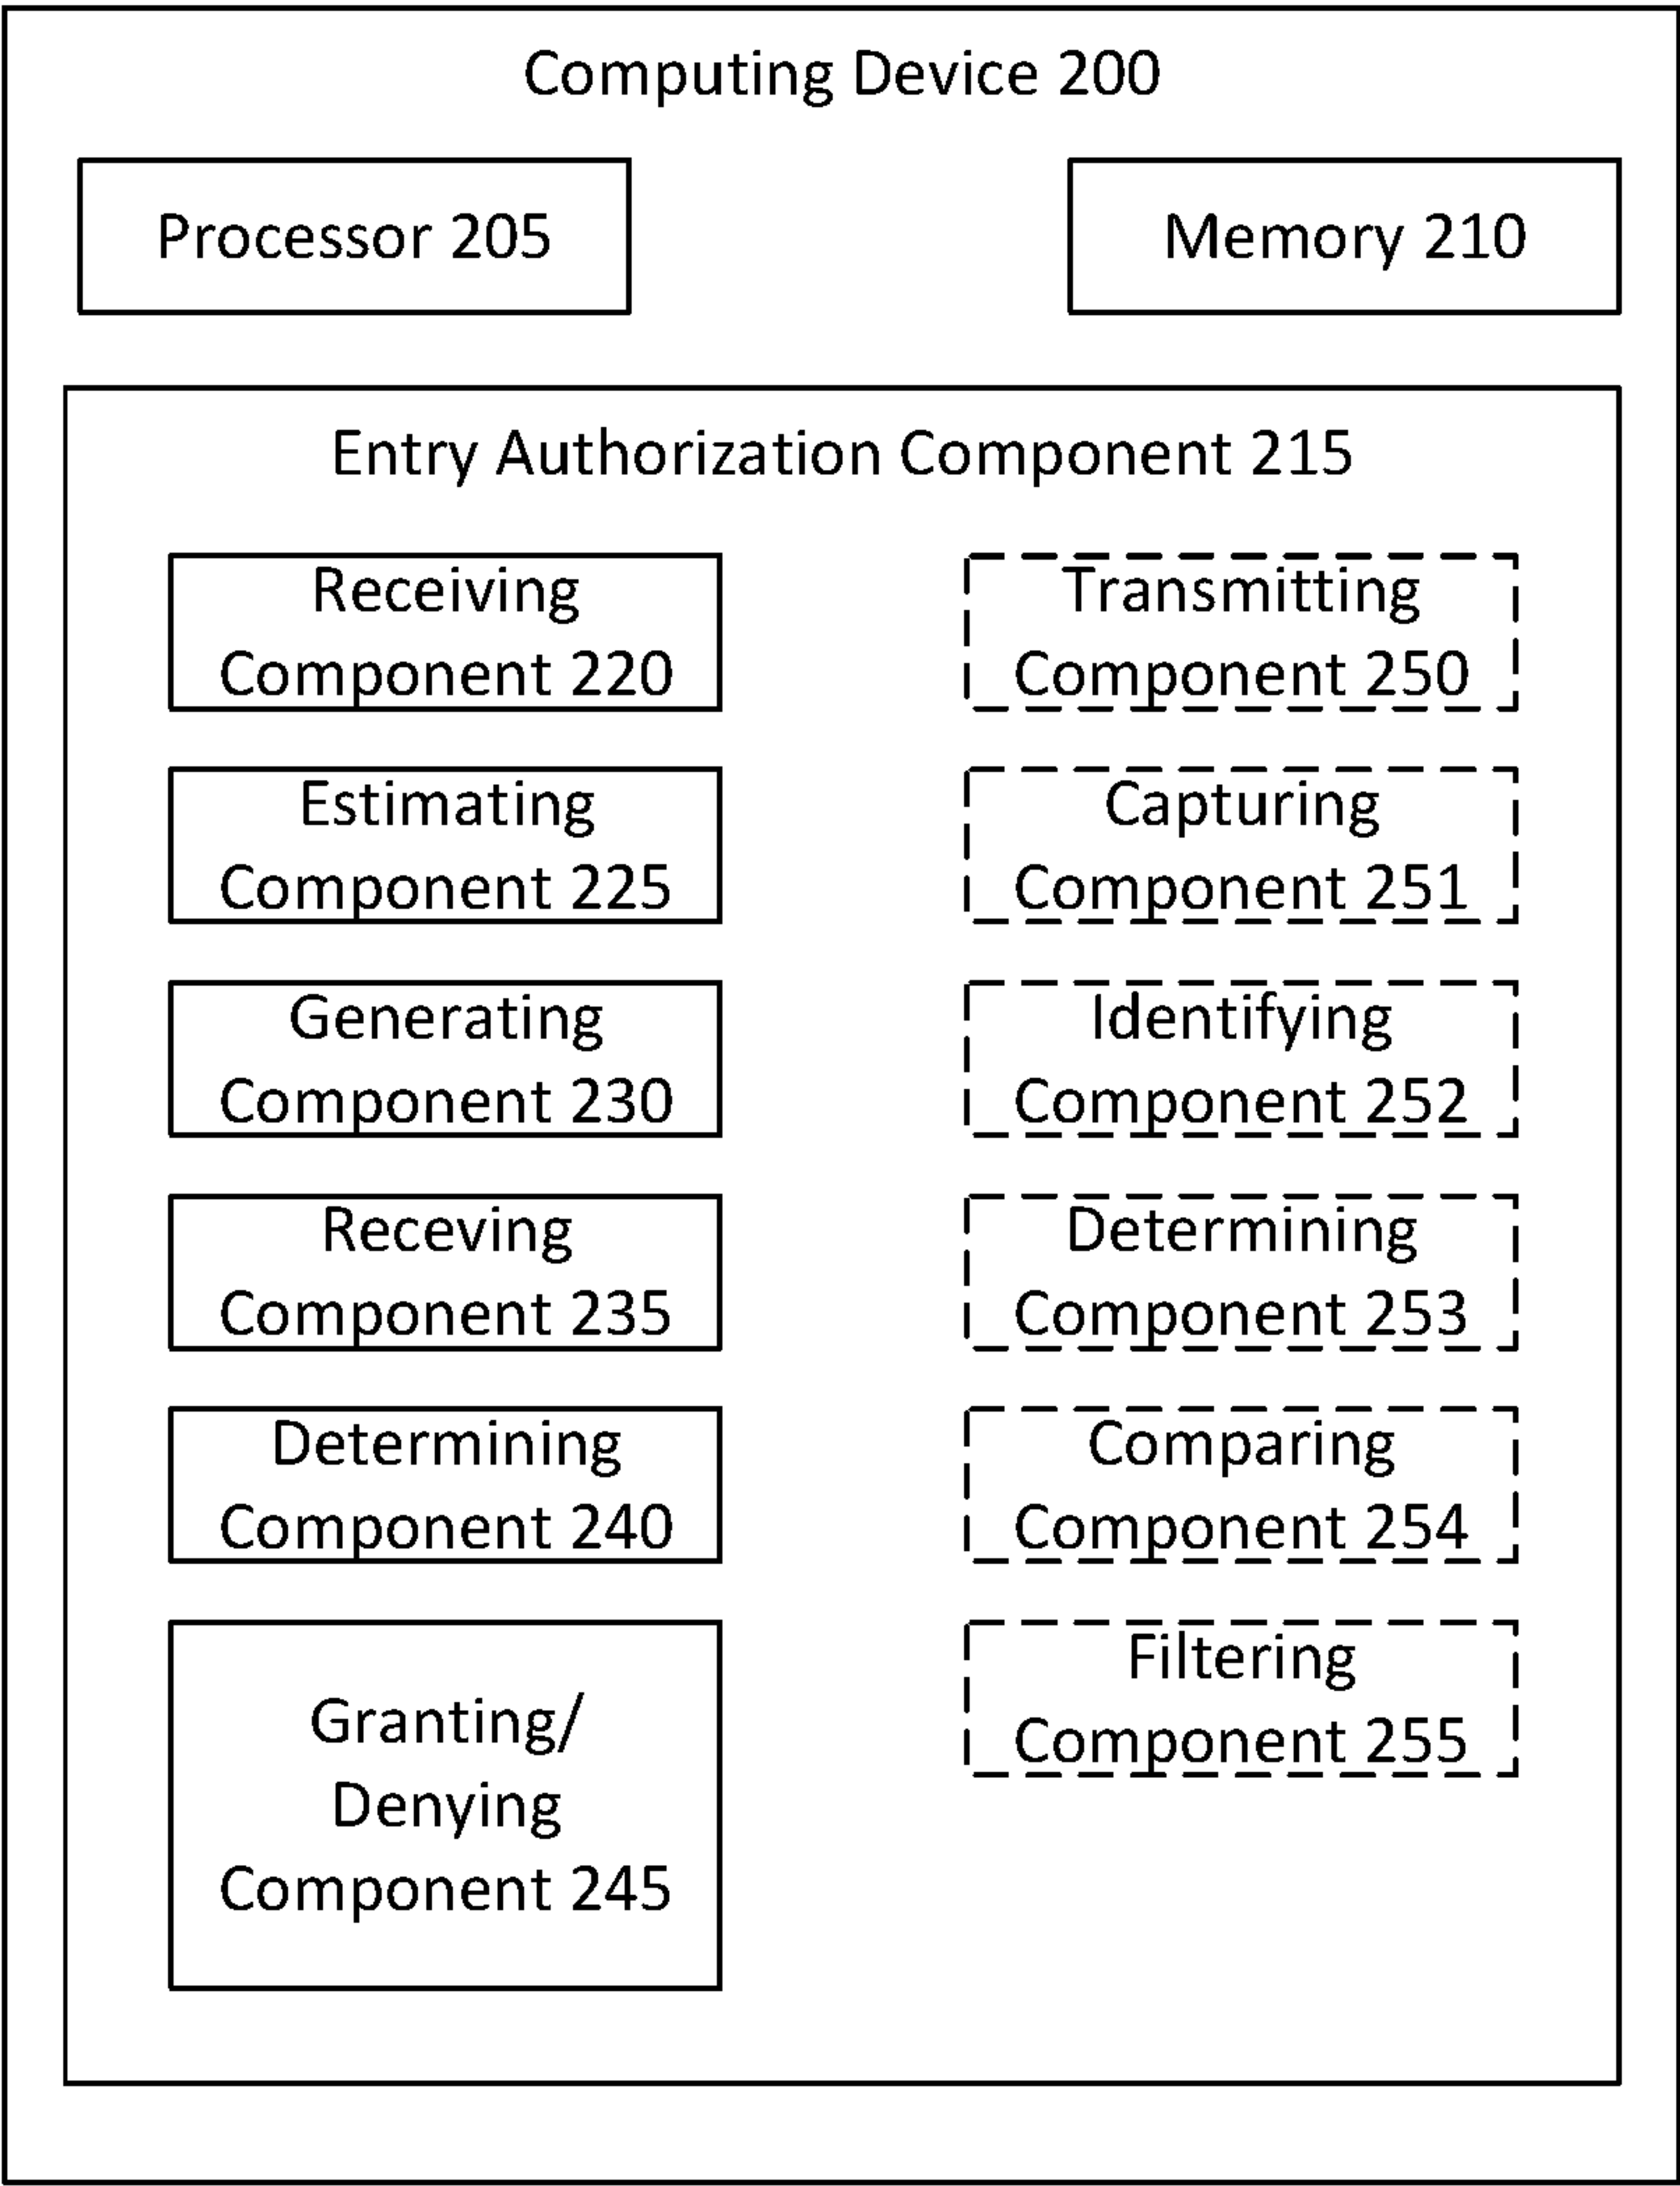 Computing Device 200
Processor 205
Memory 210
Entry Authorization Component 215
Receiving
Component 220
Estimating
Component 225
Generating
Component 230
Receving
Component 235
Determining
Component 240
Granting/
Denying
Component 245
Transmitting
Component 250
Capturing
Component 251
Identifying
Component 252
Determining
Component 253
Comparing
Component 254
Filtering
Component 255